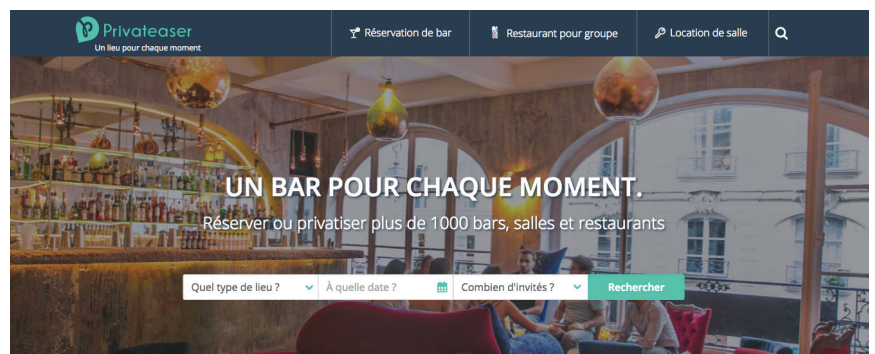 Privateaser
Un lieu pour chaque moment
Réservation de bar
Restaurant pour groupe
Location de salle
UN BAR POUR CHAQUE MOMENT.
Réserver ou privatiser plus de 1000 bars, salles et restaurants
Quel type de lieu ?
À quelle date ?
Combien d'invités ?
Rechercher